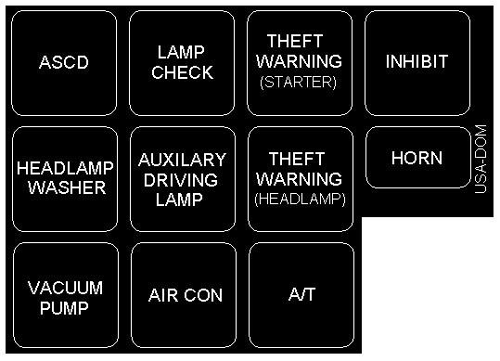 ASCD
LAMP
CHECK
THEFT
WARNING
(STARTER)
INHIBIT
HEADLAMP
WASHER
AUXILARY
DRIVING
LAMP
THEFT
WARNING
(HEADLAMP)
HORN
USA-DOM
VACUUM
PUMP
AIR CON
A/T